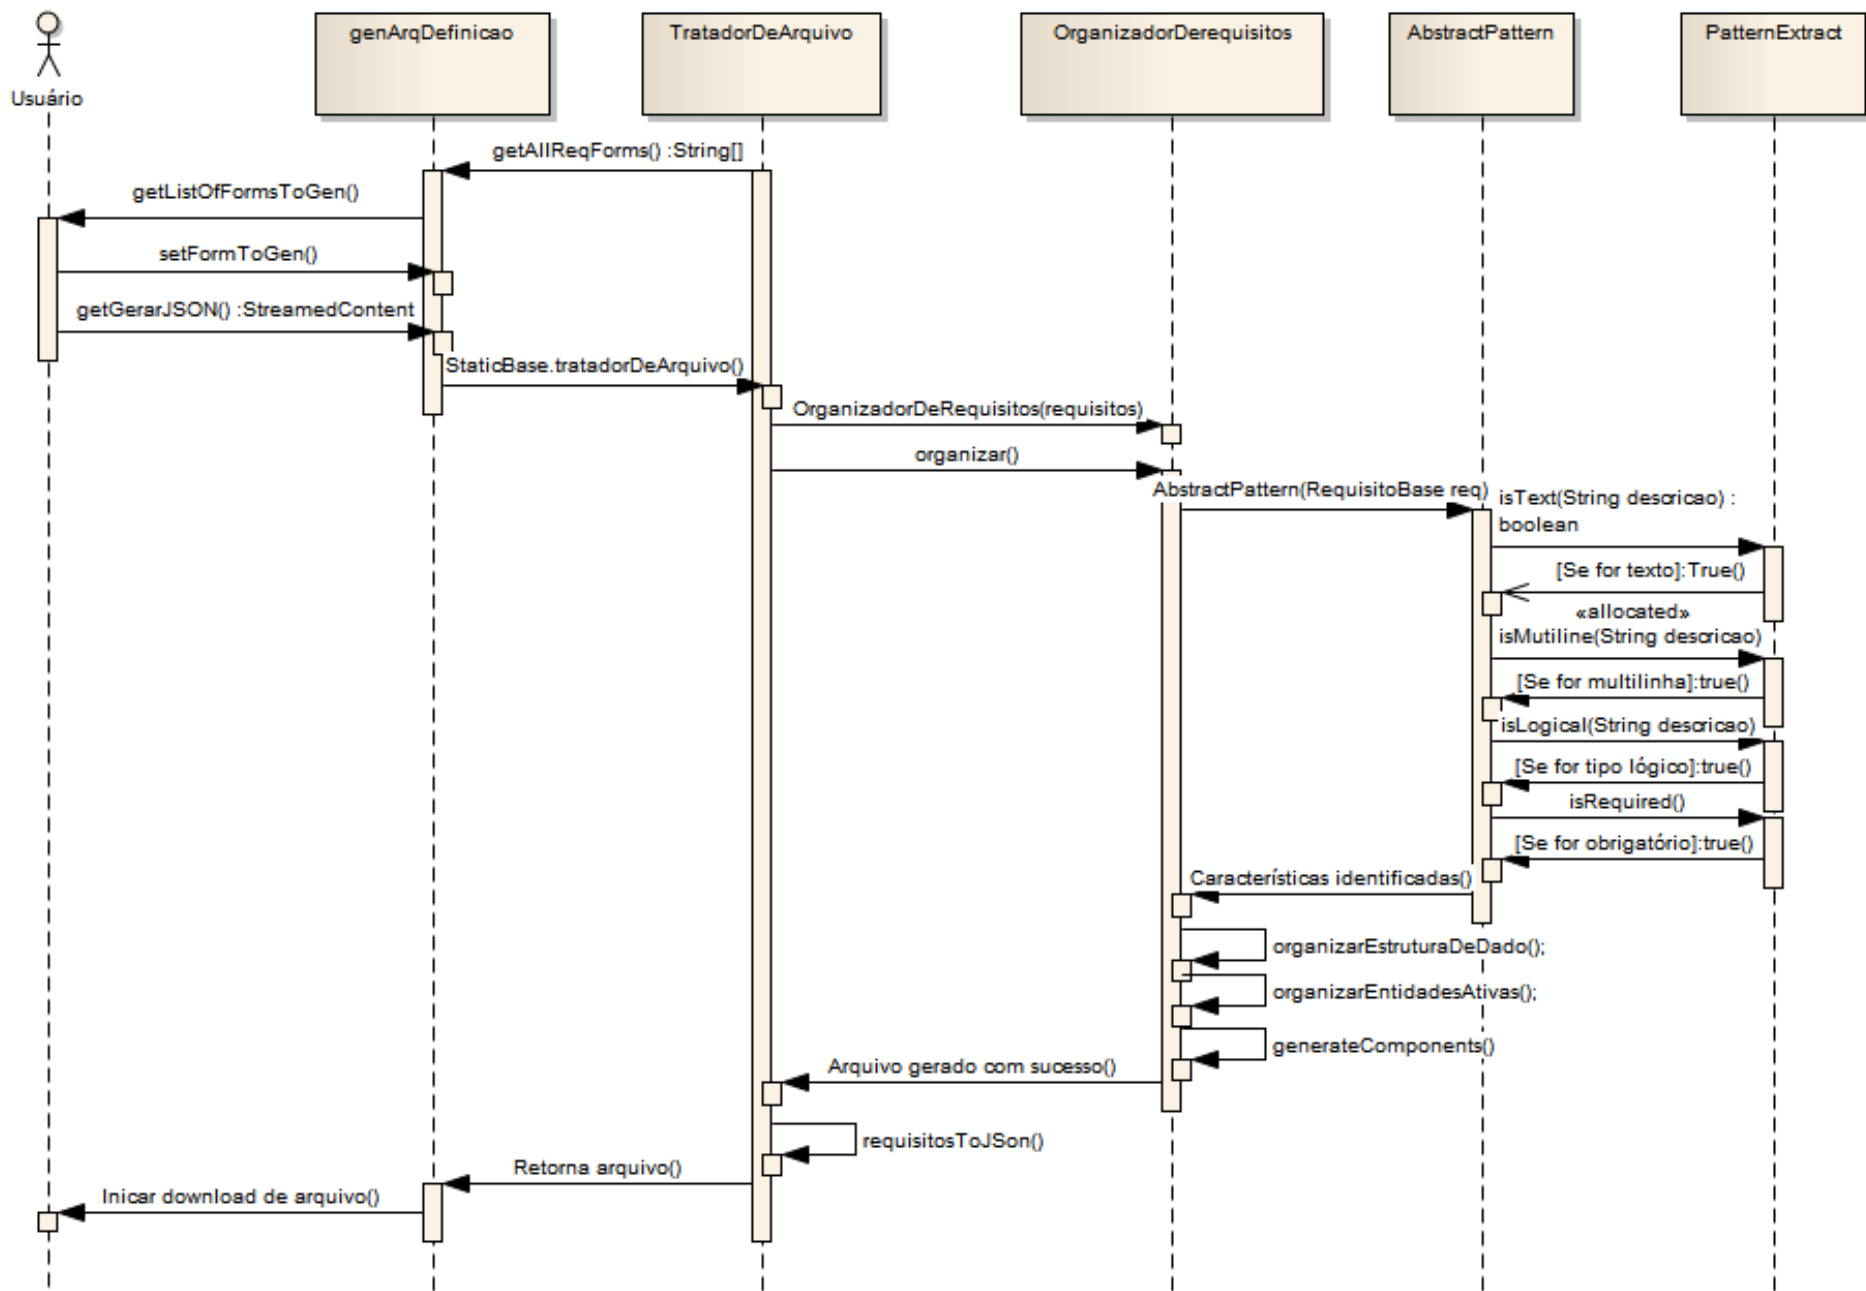 Usuário
genArqDefinicao
TratadorDeArquivo
OrganizadorDerequisitos
AbstractPattern
PatternExtract
getAllReqForms() :String[]
getListOfFormsToGen()
setFormToGen()
getGerarJSON() :StreamedContent
StaticBase.tratadorDeArquivo()
OrganizadorDeRequisitos(requisitos)
organizar()
AbstractPattern(RequisitoBase req)
isText(String descricao) :
boolean
[Se for texto]:True()
«allocated»
isMutiline(String descricao)
[Se for multilinha]:true()
isLogical(String descricao)
[Se for tipo lógico]:true()
isRequired()
[Se for obrigatório]:true()
Características identificadas()
organizarEstruturaDeDado();
organizarEntidadesAtivas();
generateComponents()
Arquivo gerado com sucesso()
requisitosToJSon()
Retorna arquivo()
Inicar download de arquivo()